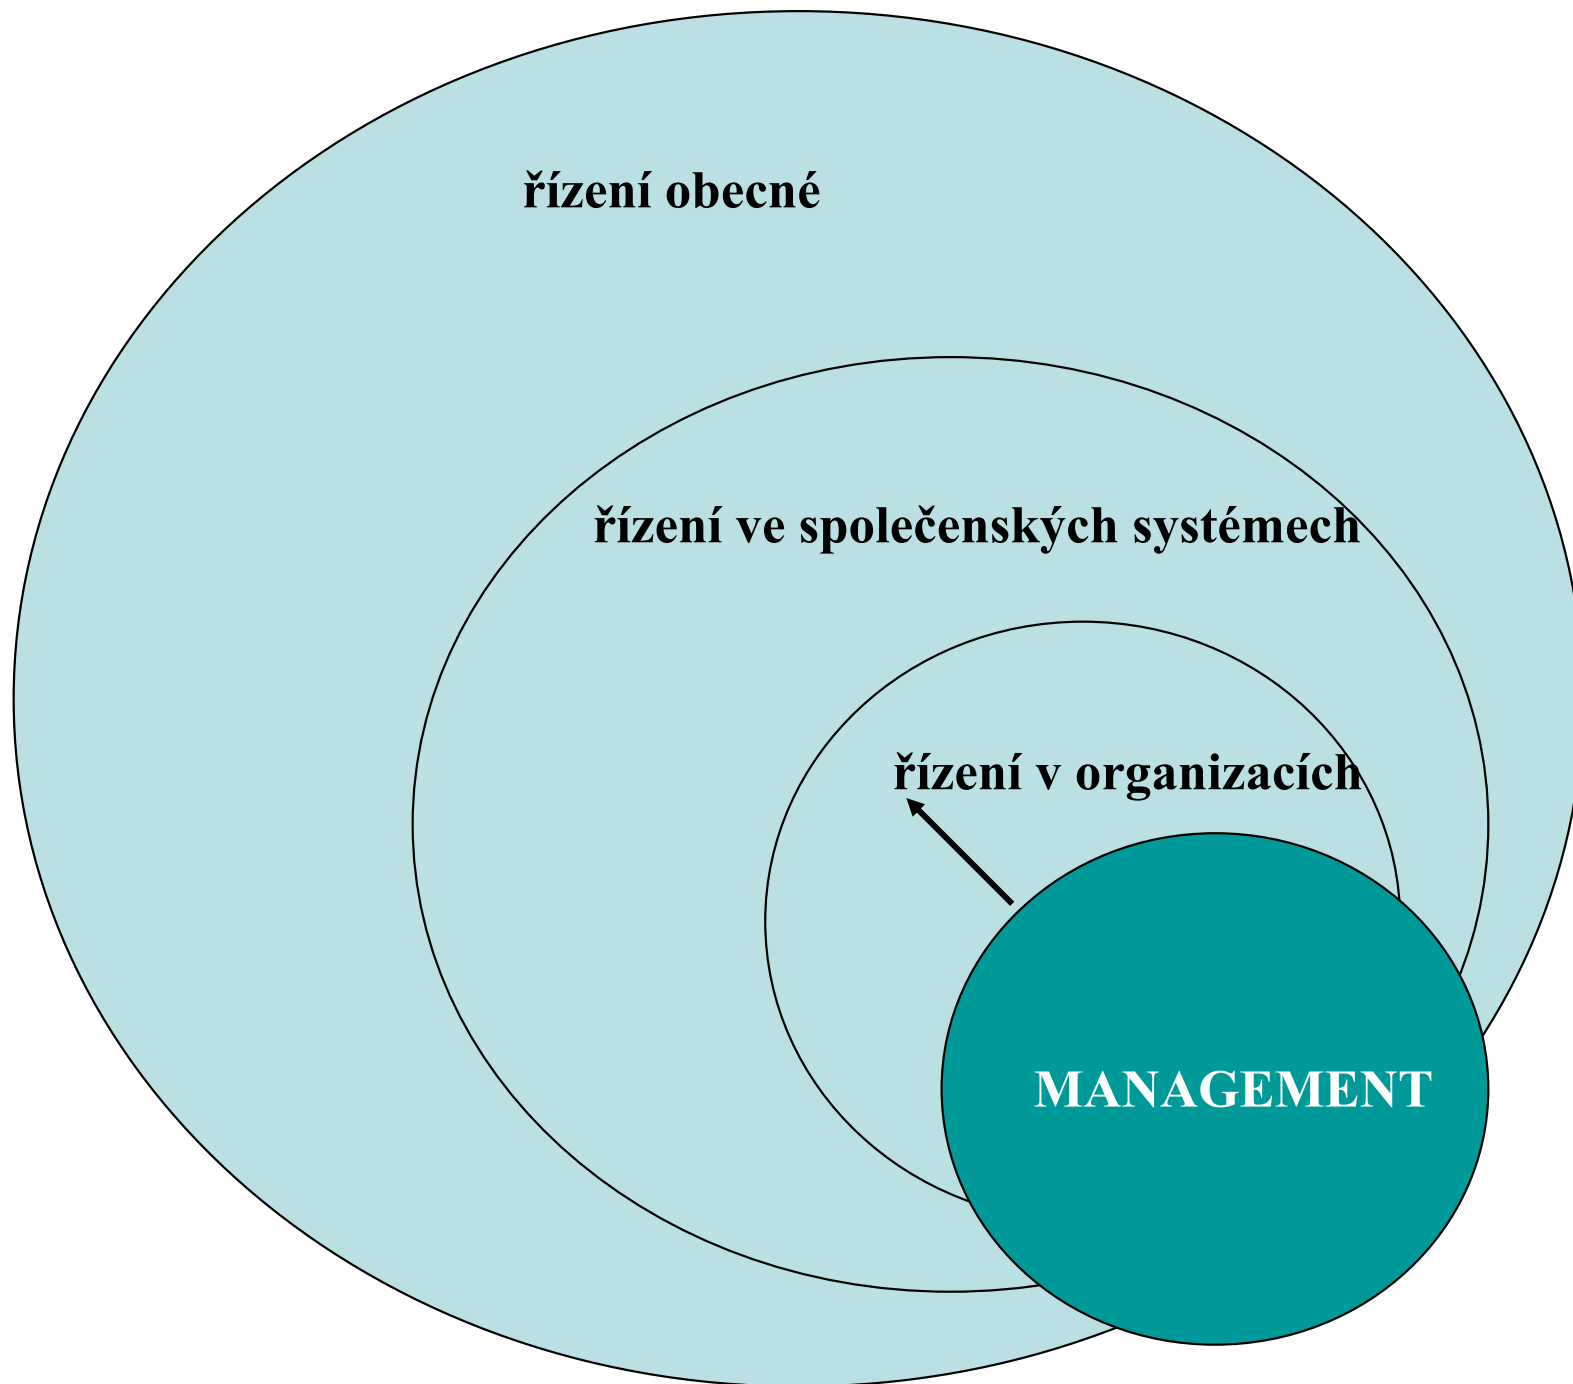 řízení obecné
řízení ve společenských systémech
řízení v organizacích
MANAGEMENT